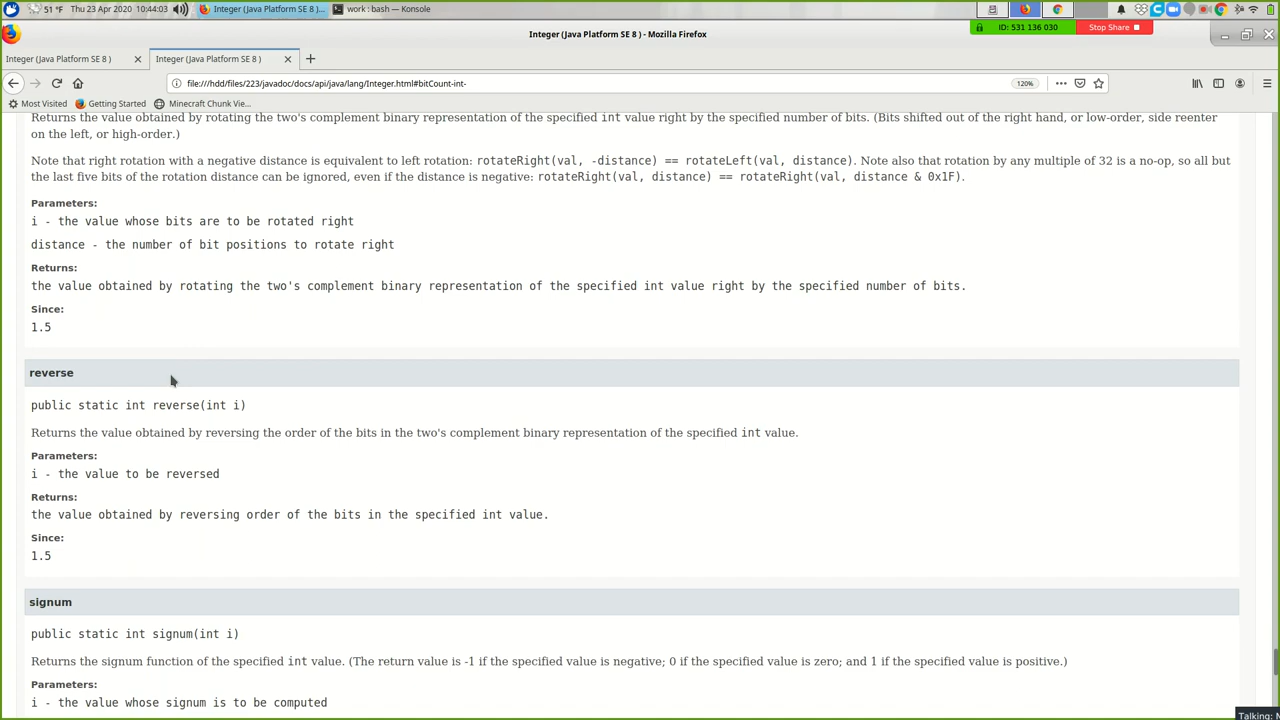 51 °F Thu 23 Apr 2020 10:44:03 Integer (Java Platform SE 8 )... work : bash — Konsole
Integer (Java Platform SE 8 ) - Mozilla Firefox
ID: 531 136 030 Stop Share
Integer (Java Platform SE 8 ) Integer (Java Platform SE 8 )
file:///hdd/files/223/javadoc/docs/api/java/lang/Integer.html#bitCount-int- 120%
Most Visited Getting Started Minecraft Chunk Vie...
Returns the value obtained by rotating the two's complement binary representation of the specified int value right by the specified number of bits. (Bits shifted out of the right hand, or low-order, side reenter
on the left, or high-order.)
Note that right rotation with a negative distance is equivalent to left rotation: rotateRight(val, -distance) == rotateLeft(val, distance). Note also that rotation by any multiple of 32 is a no-op, so all but
the last five bits of the rotation distance can be ignored, even if the distance is negative: rotateRight(val, distance) == rotateRight(val, distance & 0x1F).
Parameters:
i - the value whose bits are to be rotated right
distance - the number of bit positions to rotate right
Returns:
the value obtained by rotating the two's complement binary representation of the specified int value right by the specified number of bits.
Since:
1.5
reverse
public static int reverse(int i)
Returns the value obtained by reversing the order of the bits in the two's complement binary representation of the specified int value.
Parameters:
i - the value to be reversed
Returns:
the value obtained by reversing order of the bits in the specified int value.
Since:
1.5
signum
public static int signum(int i)
Returns the signum function of the specified int value. (The return value is -1 if the specified value is negative; 0 if the specified value is zero; and 1 if the specified value is positive.)
Parameters:
i - the value whose signum is to be computed
Talking: